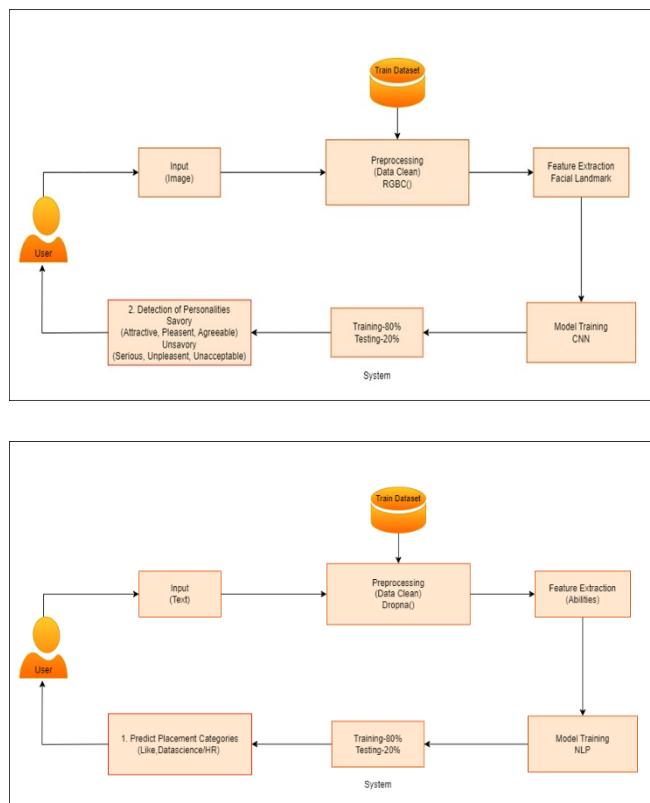 Train Dataset
Input
(Image)
Preprocessing
(Data Clean)
RGBC()
Feature Extraction
Facial Landmark
User
2. Detection of Personalities
Savory
(Attractive, Pleasent, Agreeable)
Unsavory
(Serious, Unpleasent, Unacceptable)
Training-80%
Testing-20%
Model Training
CNN
System
Train Dataset
Input
(Text)
Preprocessing
(Data Clean)
Dropna()
Feature Extraction
(Abilities)
User
1. Predict Placement Categories
(Like,Datascience/HR)
Training-80%
Testing-20%
Model Training
NLP
System